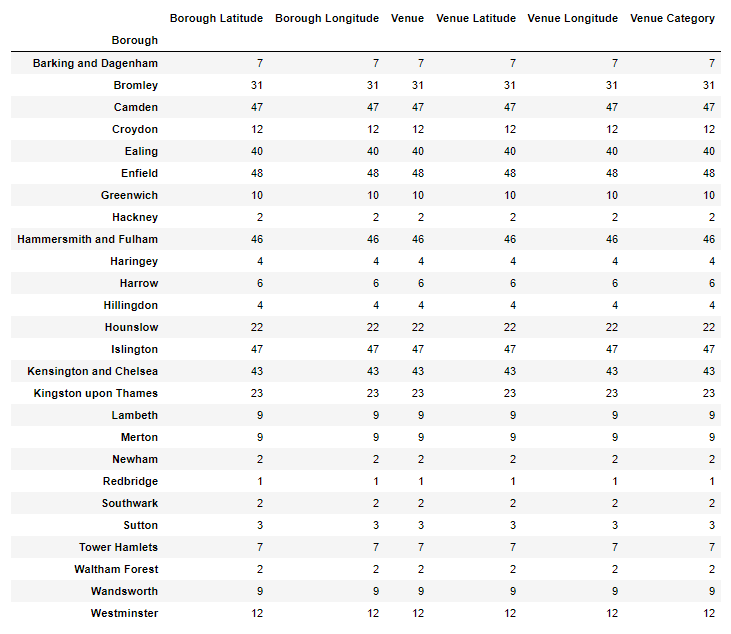 Borough Latitude Borough Longitude Venue Venue Latitude Venue Longitude Venue Category
Borough
Barking and Dagenham 7 7 7 7 7 7
Bromley 31 31 31 31 31 31
Camden 47 47 47 47 47 47
Croydon 12 12 12 12 12 12
Ealing 40 40 40 40 40 40
Enfield 48 48 48 48 48 48
Greenwich 10 10 10 10 10 10
Hackney 2 2 2 2 2 2
Hammersmith and Fulham 46 46 46 46 46 46
Haringey 4 4 4 4 4 4
Harrow 6 6 6 6 6 6
Hillingdon 4 4 4 4 4 4
Hounslow 22 22 22 22 22 22
Islington 47 47 47 47 47 47
Kensington and Chelsea 43 43 43 43 43 43
Kingston upon Thames 23 23 23 23 23 23
Lambeth 9 9 9 9 9 9
Merton 9 9 9 9 9 9
Newham 2 2 2 2 2 2
Redbridge 1 1 1 1 1 1
Southwark 2 2 2 2 2 2
Sutton 3 3 3 3 3 3
Tower Hamlets 7 7 7 7 7 7
Waltham Forest 2 2 2 2 2 2
Wandsworth 9 9 9 9 9 9
Westminster 12 12 12 12 12 12